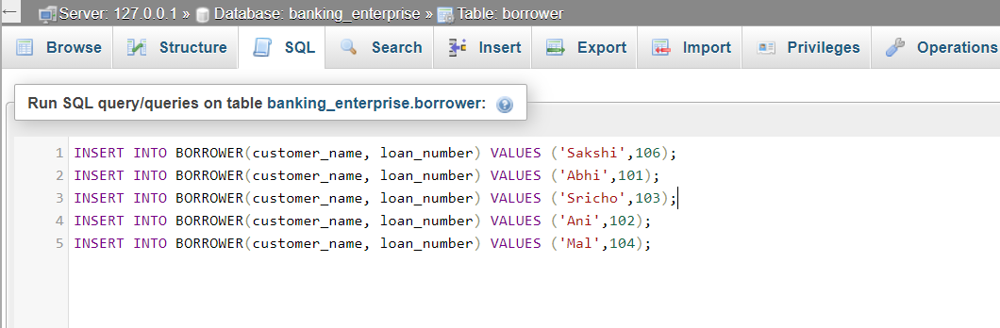 Server: 127.0.0.1 » Database: banking_enterprise » Table: borrower
Browse Structure SQL Search Insert Export Import Privileges Operations
Run SQL query/queries on table banking_enterprise.borrower:
1 INSERT INTO BORROWER(customer_name, loan_number) VALUES ('Sakshi',106);
2 INSERT INTO BORROWER(customer_name, loan_number) VALUES ('Abhi',101);
3 INSERT INTO BORROWER(customer_name, loan_number) VALUES ('Sricho',103);
4 INSERT INTO BORROWER(customer_name, loan_number) VALUES ('Ani',102);
5 INSERT INTO BORROWER(customer_name, loan_number) VALUES ('Mal',104);